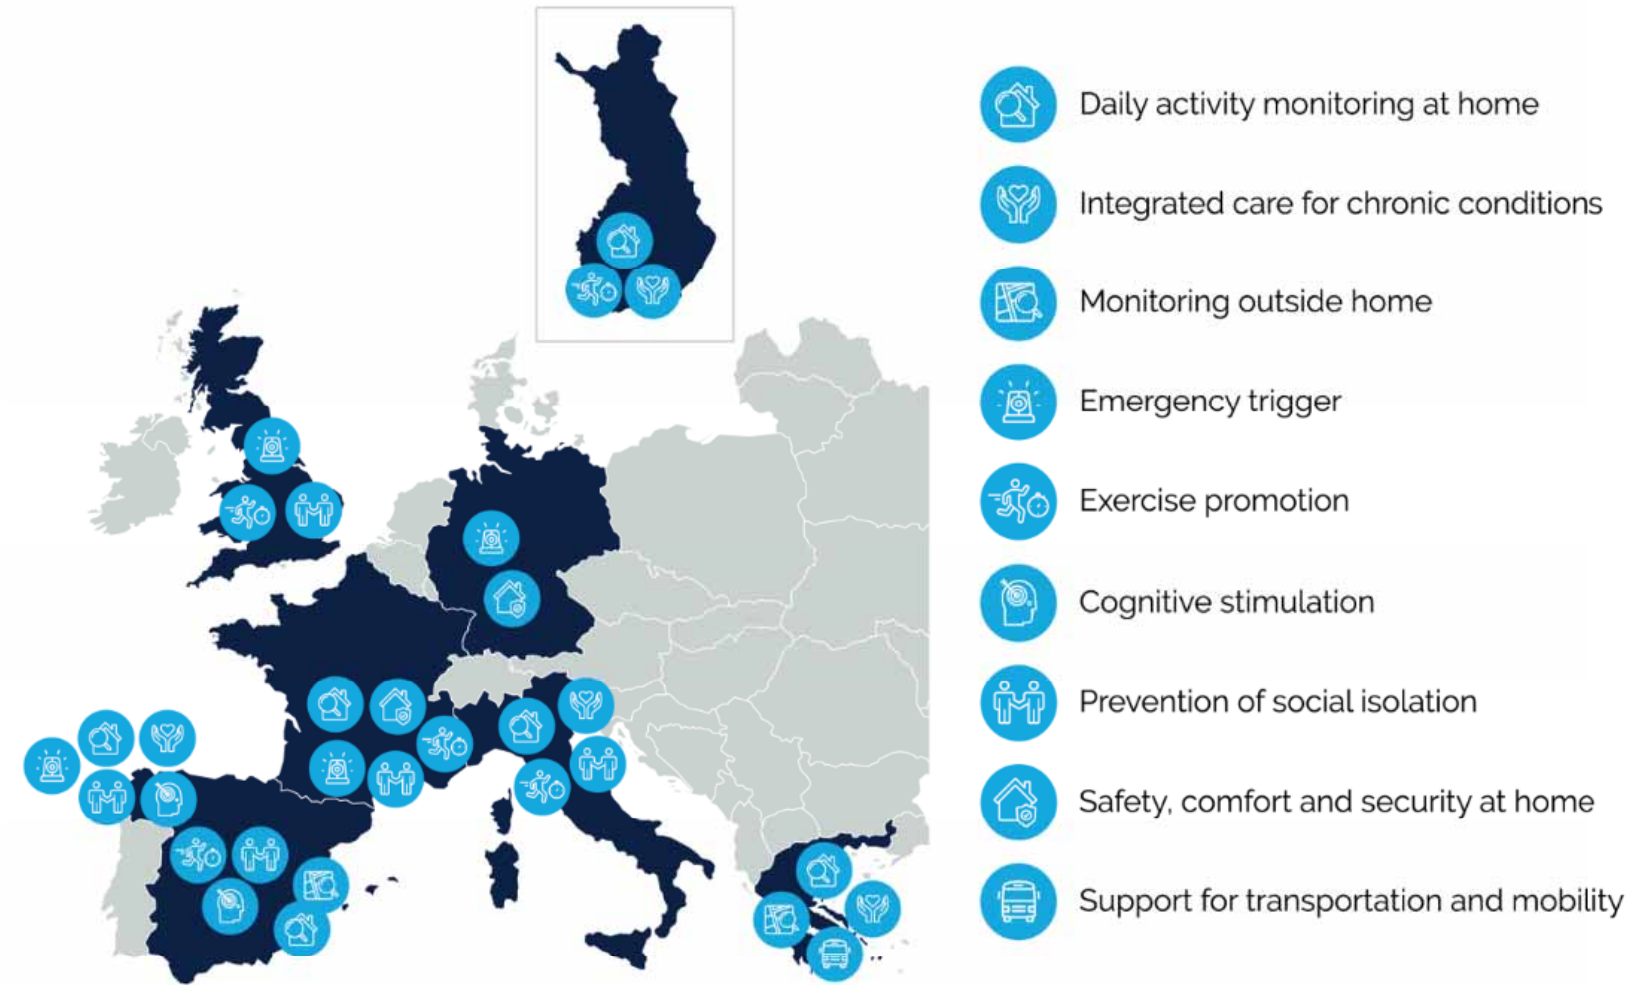 Daily activity monitoring at home
Integrated care for chronic conditions
Monitoring outside home
Emergency trigger
Exercise promotion
Cognitive stimulation
Prevention of social isolation
Safety, comfort and security at home
Support for transportation and mobility